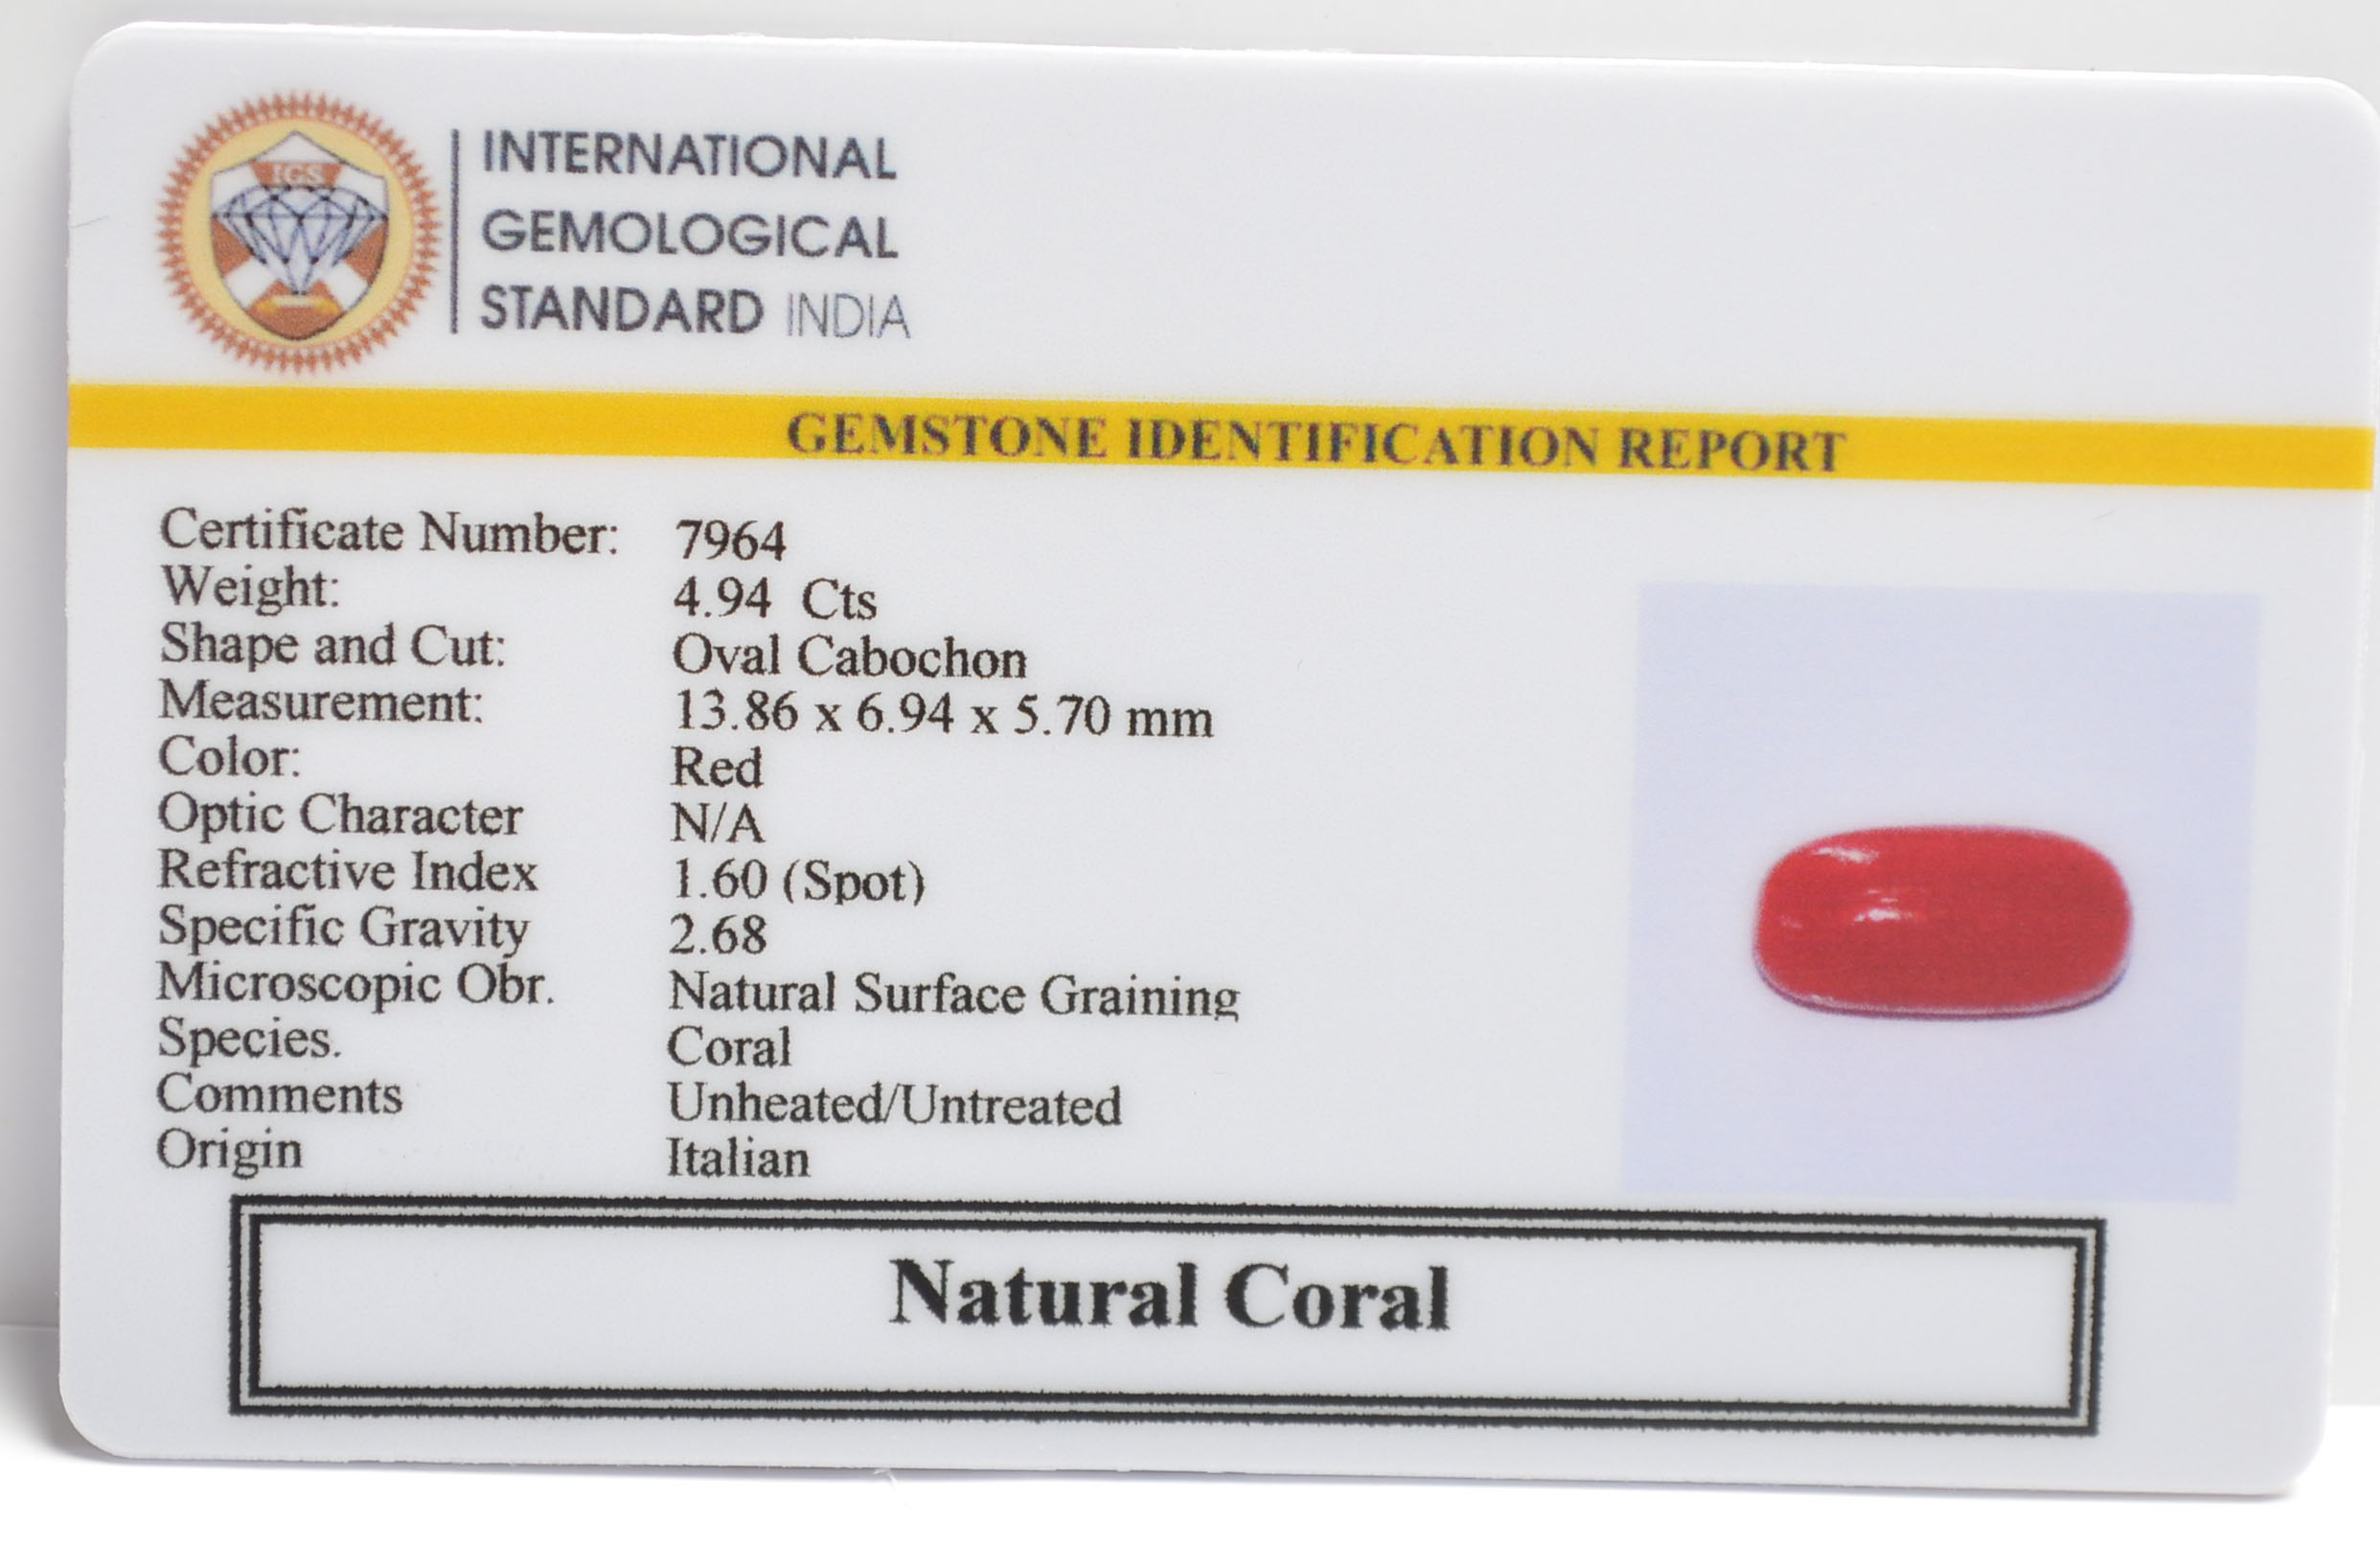 IGS
INTERNATIONAL
GEMOLOGICAL
STANDARD INDIA
GEMSTONE IDENTIFICATION REPORT
Certificate Number: 7964
Weight: 4.94 Cts
Shape and Cut: Oval Cabochon
Measurement: 13.86 x 6.94 x 5.70 mm
Color: Red
Optic Character N/A
Refractive Index 1.60 (Spot)
Specific Gravity 2.68
Microscopic Obr. Natural Surface Graining
Species. Coral
Comments Unheated/Untreated
Origin Italian
Natural Coral